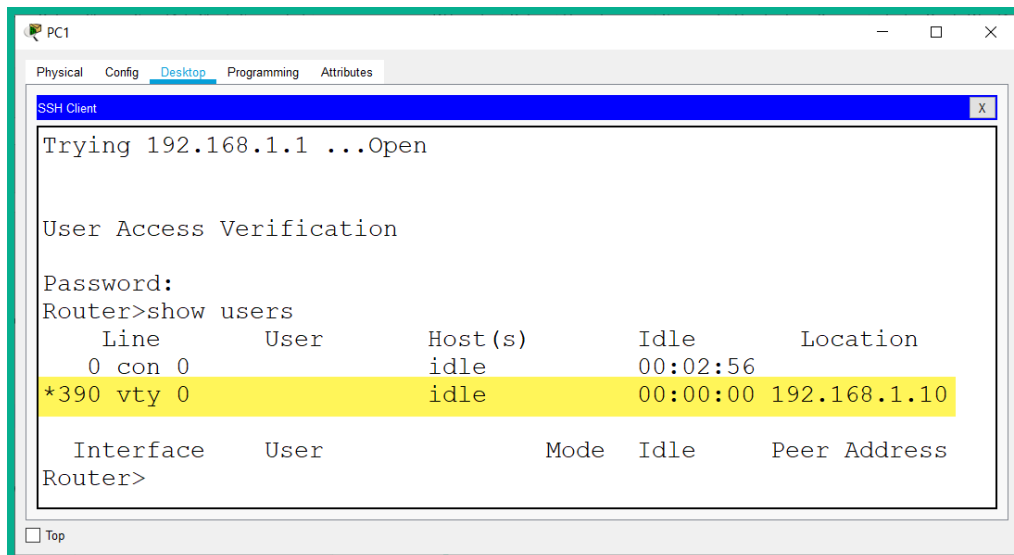 PC1
Physical Config Desktop Programming Attributes
SSH Client X
Trying 192.168.1.1 ...Open
User Access Verification
Password:
Router>show users
Line User Host(s) Idle Location
0 con 0 idle 00:02:56
*390 vty 0 idle 00:00:00 192.168.1.10
Interface User Mode Idle Peer Address
Router>
Top